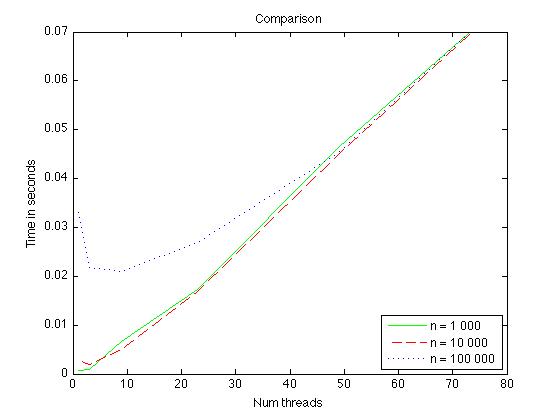 Comparison
0.07
0.06
0.05
0.04
0.03
0.02
0.01
0
Time in seconds
0 10 20 30 40 50 60 70 80
Num threads
n = 1 000
n = 10 000
n = 100 000